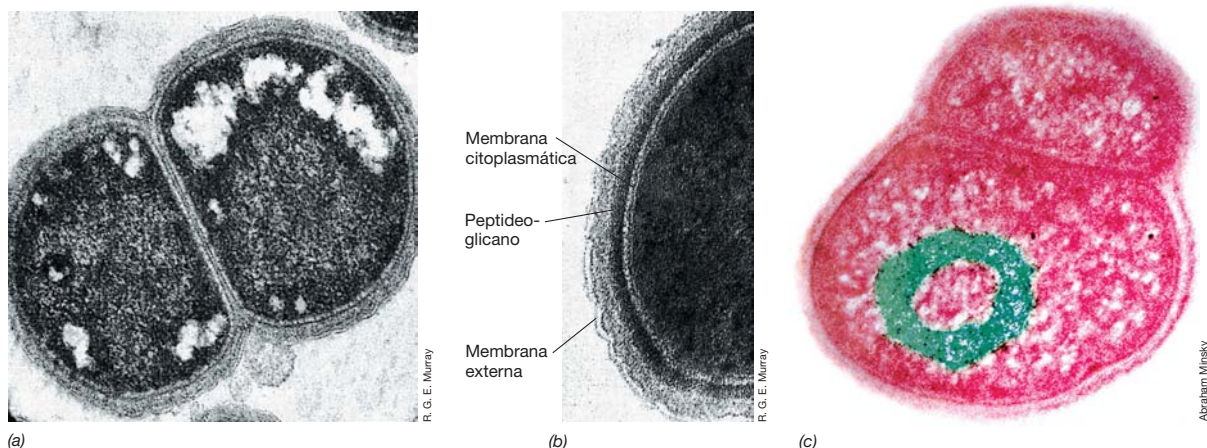 Membrana
citoplasmática
Peptideo-
glicano
Membrana
externa
R. G. E. Murray
R. G. E. Murray
Abraham Minsky
(a)
(b)
(c)